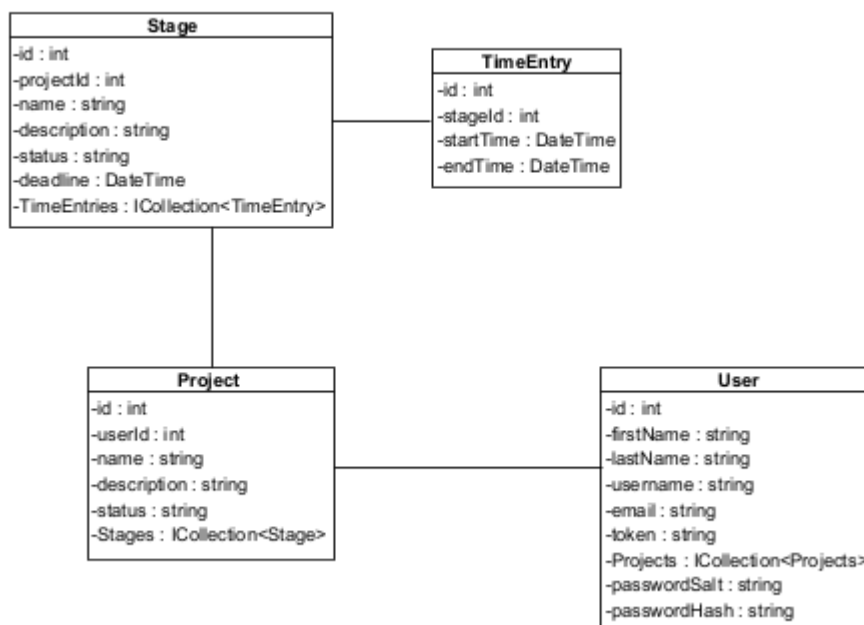 Stage
-id : int
-projectId : int
-name : string
-description : string
-status : string
-deadline : DateTime
-TimeEntries : ICollection<TimeEntry>
TimeEntry
-id : int
-stageId : int
-startTime : DateTime
-endTime : DateTime
Project
-id : int
-userId : int
-name : string
-description : string
-status : string
-Stages : ICollection<Stage>
User
-id : int
-firstName : string
-lastName : string
-username : string
-email : string
-token : string
-Projects : ICollection<Projects>
-passwordSalt : string
-passwordHash : string